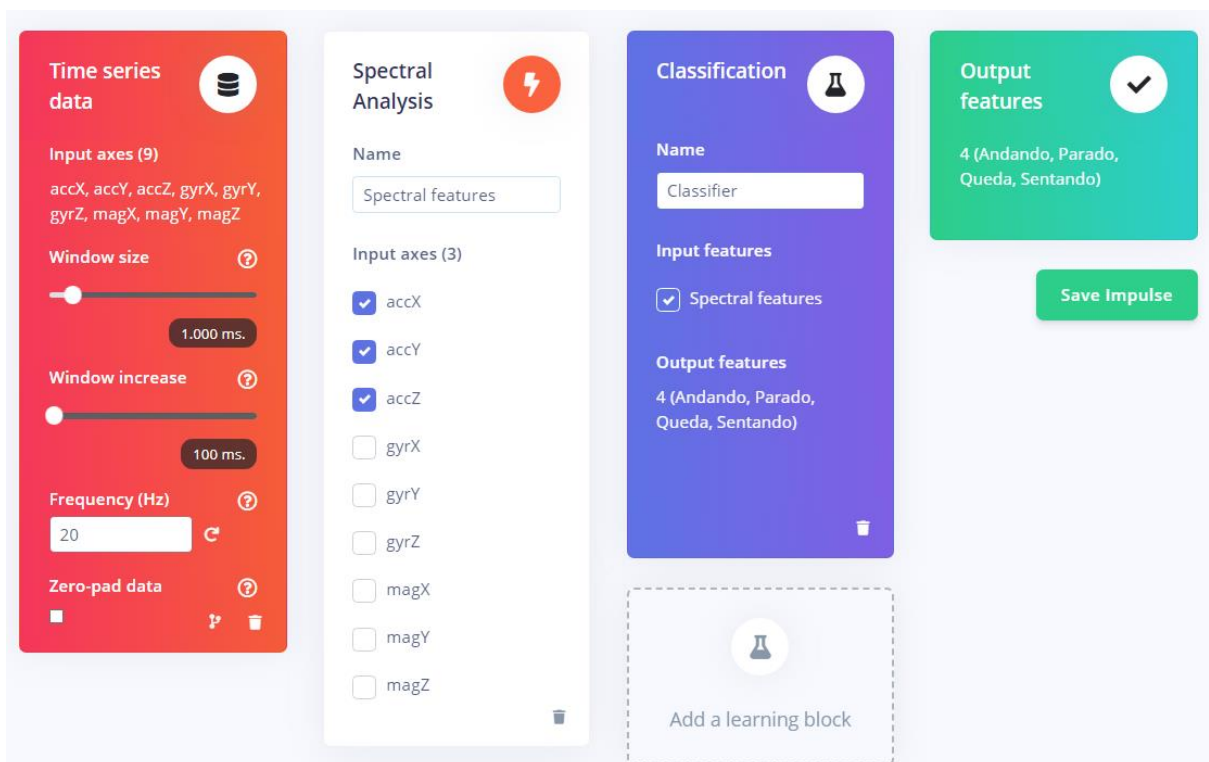 Time series
data
Input axes (9)
accX, accY, accZ, gyrX, gyrY,
gyrZ, magX, magY, magZ
Window size
1.000 ms.
Window increase
100 ms.
Frequency (Hz)
20
Zero-pad data
Spectral
Analysis
Name
Spectral features
Input axes (3)
accX
accY
accZ
gyrX
gyrY
gyrZ
magX
magY
magZ
Classification
Name
Classifier
Input features
Spectral features
Output features
4 (Andando, Parado,
Queda, Sentando)
Add a learning block
Output
features
4 (Andando, Parado,
Queda, Sentando)
Save Impulse